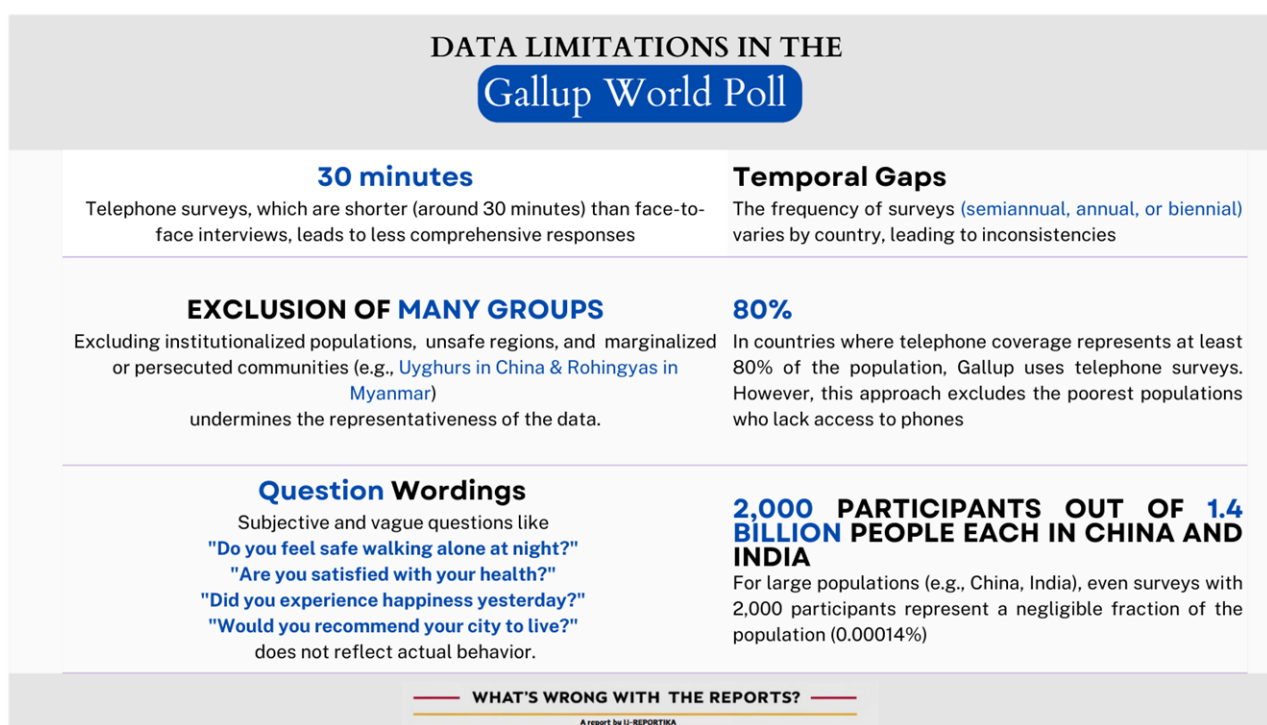 DATA LIMITATIONS IN THE
Gallup World Poll
30 minutes
Telephone surveys, which are shorter (around 30 minutes) than face-to-
face interviews, leads to less comprehensive responses
Temporal Gaps
The frequency of surveys (semiannual, annual, or biennial)
varies by country, leading to inconsistencies
EXCLUSION OF MANY GROUPS
Excluding institutionalized populations, unsafe regions, and marginalized
or persecuted communities (e.g., Uyghurs in China & Rohingyas in
Myanmar)
undermines the representativeness of the data.
80%
In countries where telephone coverage represents at least
80% of the population, Gallup uses telephone surveys.
However, this approach excludes the poorest populations
who lack access to phones
Question Wordings
Subjective and vague questions like
"Do you feel safe walking alone at night?"
"Are you satisfied with your health?"
"Did you experience happiness yesterday?"
"Would you recommend your city to live?"
does not reflect actual behavior.
2,000 PARTICIPANTS OUT OF 1.4
BILLION PEOPLE EACH IN CHINA AND
INDIA
For large populations (e.g., China, India), even surveys with
2,000 participants represent a negligible fraction of the
population (0.00014%)
WHAT'S WRONG WITH THE REPORTS?
A report by IJ-REPORTIKA